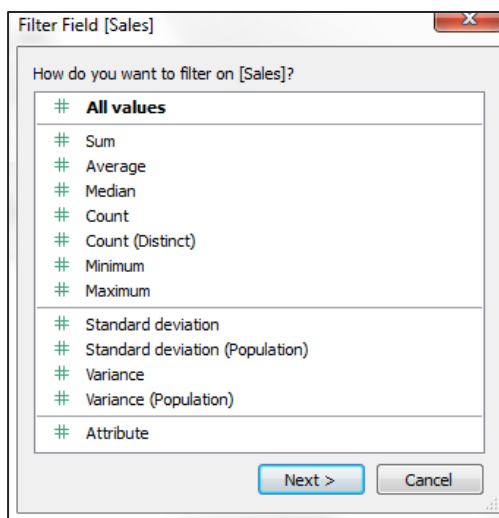 Filter Field [Sales]
How do you want to filter on [Sales]?
# All values
# Sum
# Average
# Median
# Count
# Count (Distinct)
# Minimum
# Maximum
# Standard deviation
# Standard deviation (Population)
# Variance
# Variance (Population)
# Attribute
Next >
Cancel